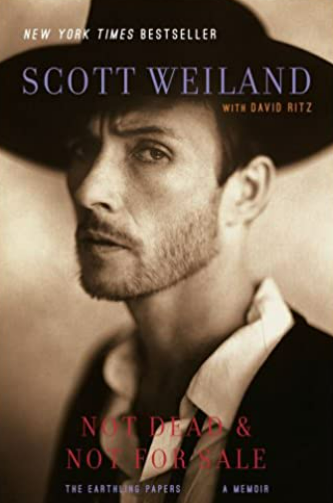 NEW YORK TIMES BESTSELLER
SCOTT WEILAND
WITH DAVID RITZ
NOT DEAD &
NOT FOR SALE
THE EARTHLING PAPERS A MEMOIR